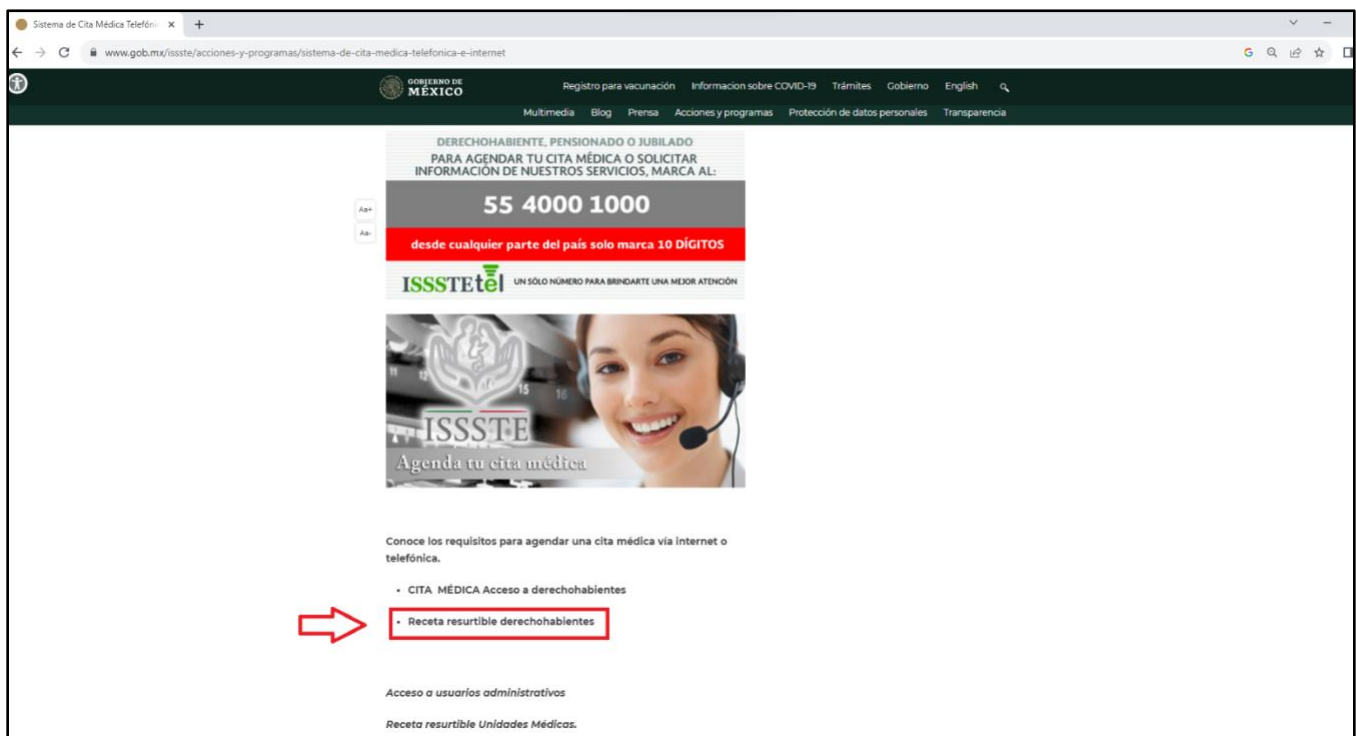 Sistema de Cita Médica Telefóni
www.gob.mx/issste/acciones-y-programas/sistema-de-cita-medica-telefonica-e-internet
GOBIERNO DE MÉXICO
Registro para vacunación Informacion sobre COVID-19 Trámites Gobierno English
Multimedia Blog Prensa Acciones y programas Protección de datos personales Transparencia
DERECHOHABIENTE, PENSIONADO O JUBILADO
PARA AGENDAR TU CITA MÉDICA O SOLICITAR
INFORMACIÓN DE NUESTROS SERVICIOS, MARCA AL:
Aa+
55 4000 1000
Aa-
desde cualquier parte del país solo marca 10 DÍGITOS
ISSSTEtel UN SÓLO NÚMERO PARA BRINDARTE UNA MEJOR ATENCIÓN
11
15 16
ISSSTE
Agenda tu cita médica
Conoce los requisitos para agendar una cita médica vía internet o
telefónica.
• CITA MÉDICA Acceso a derechohabientes
• Receta resurtible derechohabientes
Acceso a usuarios administrativos
Receta resurtible Unidades Médicas.